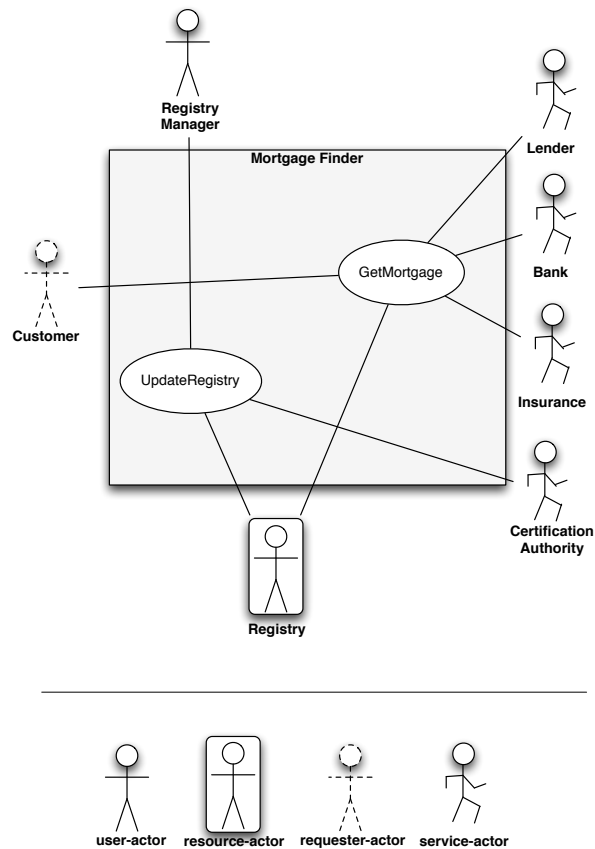 Registry
Manager
Lender
Mortgage Finder
Bank
GetMortgage
Customer
UpdateRegistry
Insurance
Certification
Authority
Registry
user-actor
resource-actor
requester-actor
service-actor